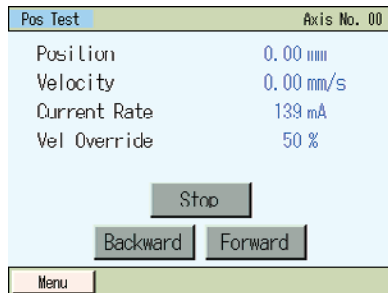 Pos Test Axis No. 00
Position 0.00 mm
Velocity 0.00 mm/s
Current Rate 139 mA
Vel Override 50 %
Stop
Backward Forward
Menu